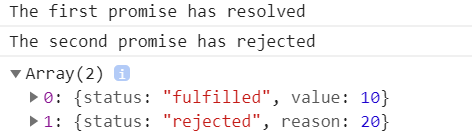 The first promise has resolved
The second promise has rejected
▼Array(2) i
▶0: {status: "fulfilled", value: 10}
▶1: {status: "rejected", reason: 20}